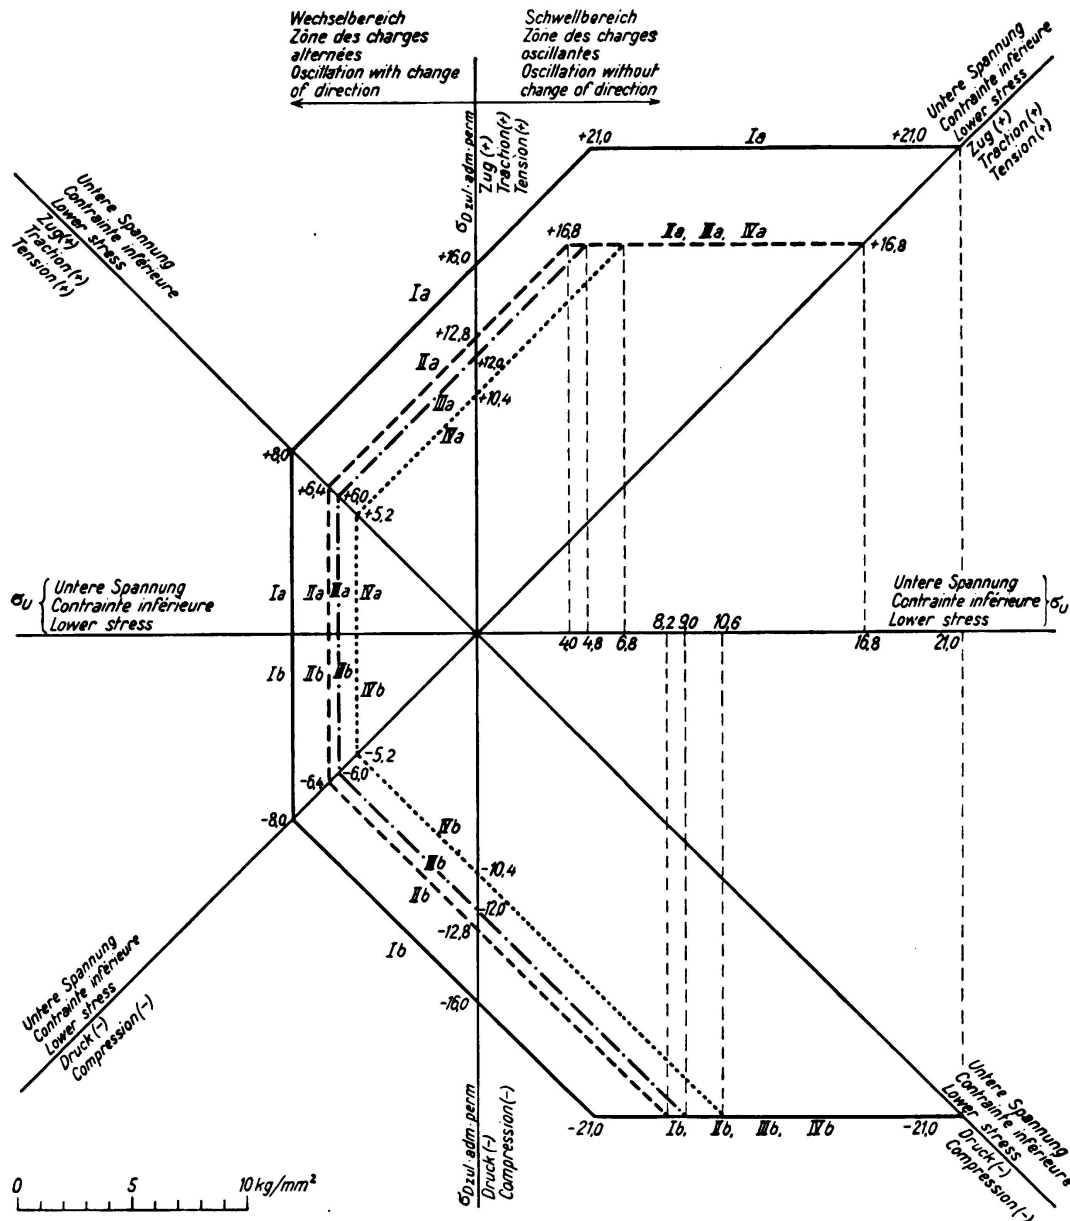 Wechselbereich
Zône des charges
alternées
Oscillation with change
of direction
Schwellbereich
Zône des charges
oscillantes
Oscillation without
change of direction
Untere Spannung
Contrainte inférieure
Lower stress
Zug (+)
Traction (+)
Tension (+)
σD zul·adm·perm
Zug (+)
Traction (+)
Tension (+)
Untere Spannung
Contrainte inférieure
Lower stress
Zug (+)
Traction (+)
Tension (+)
+21,0
Ia
+21,0
+16,8
IIa, IIIa, IVa
+16,8
+16,0
Ia
+12,8
IIa
+12,0
IIIa
+10,4
IVa
+8,0
+6,4
+6,0
+5,2
σU
Untere Spannung
Contrainte inférieure
Lower stress
Ia
IIa
IIIa
IVa
Untere Spannung
Contrainte inférieure
Lower stress
σU
8,2
9,0
10,6
4,0
4,8
6,8
16,8
21,0
Ib
IIb
IIIb
IVb
-5,2
-6,0
-6,4
-8,0
IVb
IIIb
IIb
Ib
-10,4
-12,0
-12,8
-16,0
-21,0
Ib,
IIb,
IIIb,
IVb
-21,0
Untere Spannung
Contrainte inférieure
Lower stress
Druck (-)
Compression (-)
σD zul·adm·perm
Druck (-)
Compression (-)
Untere Spannung
Contrainte inférieure
Lower stress
Druck (-)
Compression (-)
0
5
10 kg/mm²